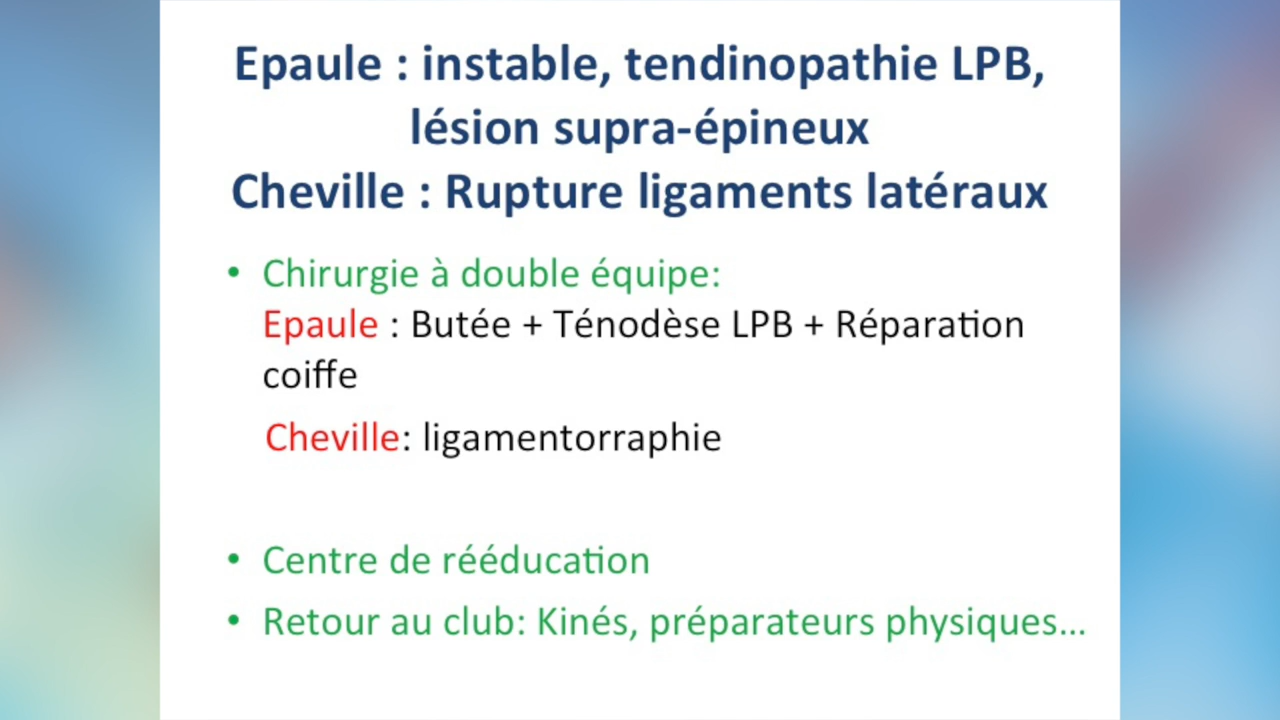 Epaule : instable, tendinopathie LPB,
lésion supra-épineux
Cheville : Rupture ligaments latéraux
• Chirurgie à double équipe:
Epaule : Butée + Ténodèse LPB + Réparation
coiffe
Cheville: ligamentorraphie
• Centre de rééducation
• Retour au club: Kinés, préparateurs physiques...